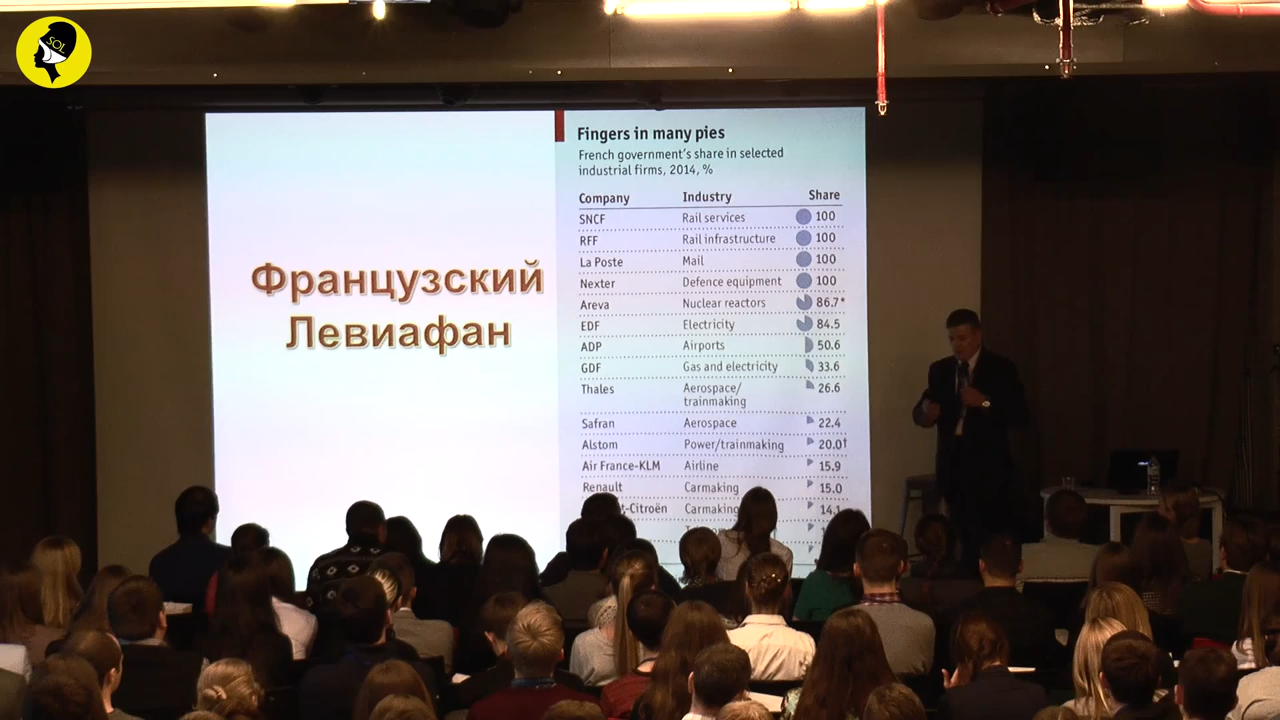 SOL
Французский
Левиафан
Fingers in many pies
French government's share in selected
industrial firms, 2014, %
Company Industry Share
SNCF Rail services 100
RFF Rail infrastructure 100
La Poste Mail 100
Nexter Defence equipment 100
Areva Nuclear reactors 86.7*
EDF Electricity 84.5
ADP Airports 50.6
GDF Gas and electricity 33.6
Thales Aerospace/ 26.6
trainmaking
Safran Aerospace 22.4
Alstom Power/trainmaking 20.0†
Air France-KLM Airline 15.9
Renault Carmaking 15.0
Carmaking 14.1